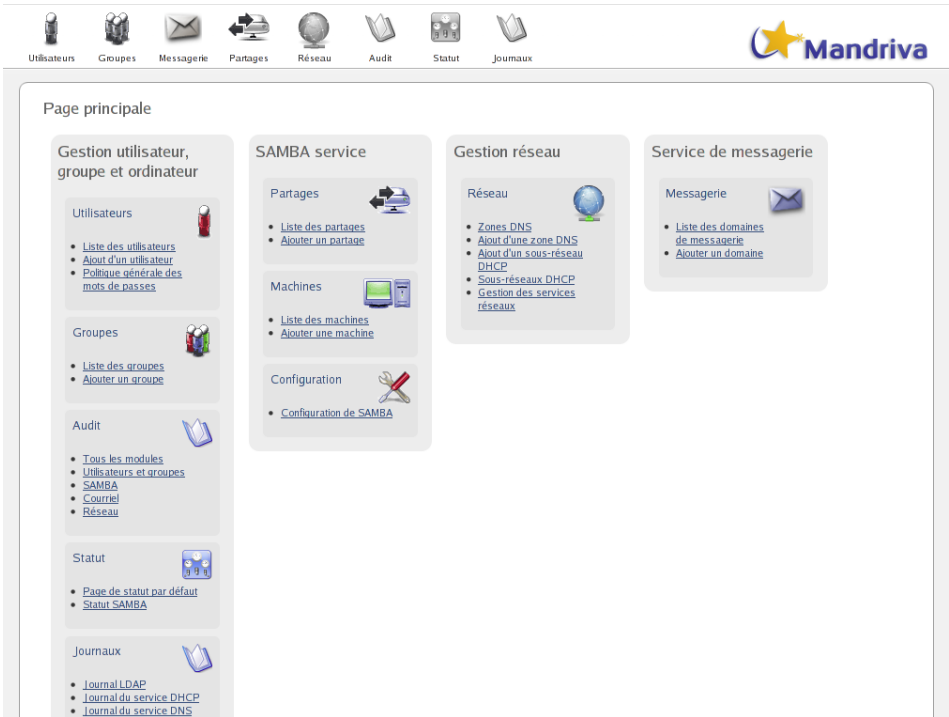 Utilisateurs
Groupes
Messagerie
Partages
Réseau
Audit
Statut
Journaux
Mandriva
Page principale
Gestion utilisateur,
groupe et ordinateur
Utilisateurs
Liste des utilisateurs
Ajout d'un utilisateur
Politique générale des
mots de passes
Groupes
Liste des groupes
Ajouter un groupe
Audit
Tous les modules
Utilisateurs et groupes
SAMBA
Courriel
Réseau
Statut
Page de statut par défaut
Statut SAMBA
Journaux
Journal LDAP
Journal du service DHCP
Journal du service DNS
SAMBA service
Partages
Liste des partages
Ajouter un partage
Machines
Liste des machines
Ajouter une machine
Configuration
Configuration de SAMBA
Gestion réseau
Réseau
Zones DNS
Ajout d'une zone DNS
Ajout d'un sous-réseau
DHCP
Sous-réseaux DHCP
Gestion des services
réseaux
Service de messagerie
Messagerie
Liste des domaines
de messagerie
Ajouter un domaine